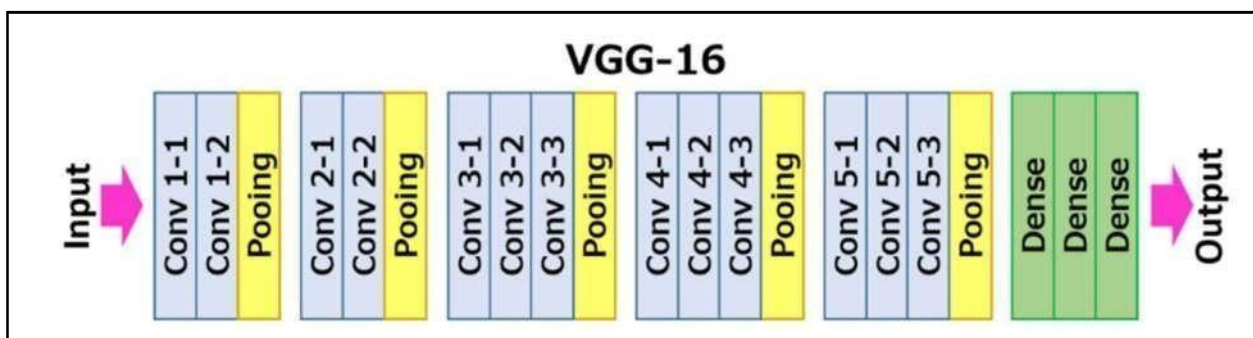 VGG-16
Input
Conv 1-1
Conv 1-2
Pooing
Conv 2-1
Conv 2-2
Pooing
Conv 3-1
Conv 3-2
Conv 3-3
Pooing
Conv 4-1
Conv 4-2
Conv 4-3
Pooing
Conv 5-1
Conv 5-2
Conv 5-3
Pooing
Dense
Dense
Dense
Output